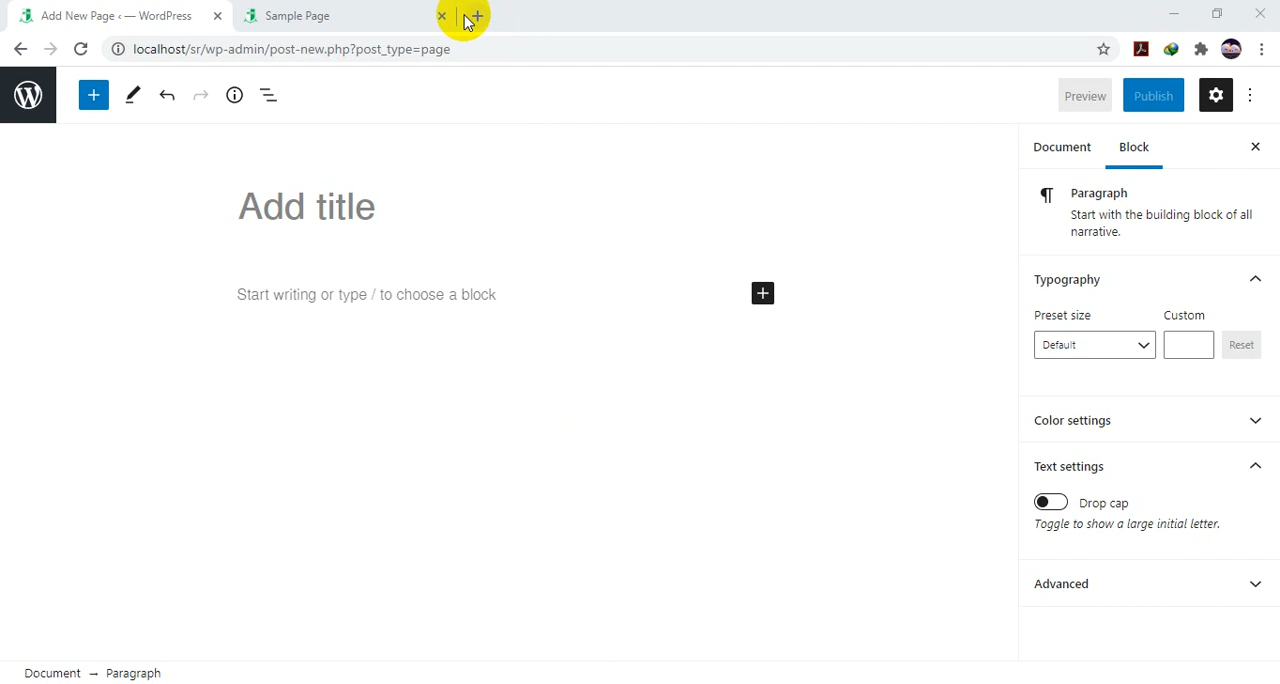 Add New Page ‹ — WordPress
Sample Page
localhost/sr/wp-admin/post-new.php?post_type=page
Preview
Publish
Document
Block
Add title
Paragraph
Start with the building block of all
narrative.
Start writing or type / to choose a block
Typography
Preset size
Custom
Default
Reset
Color settings
Text settings
Drop cap
Toggle to show a large initial letter.
Advanced
Document → Paragraph